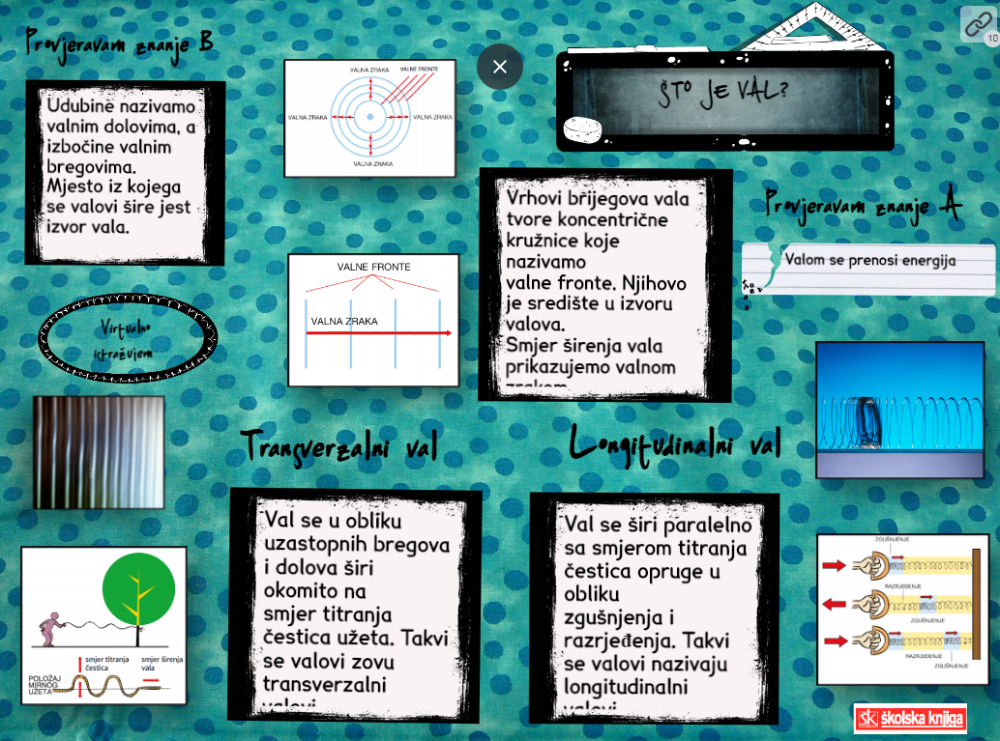 Provjeravam znanje B
Udubine nazivamo
valnim dolovima, a
izbočine valnim
bregovima.
Mjesto iz kojega
se valovi šire jest
izvor vala.
Virtualno
istražujem
VALNA ZRAKA
VALNE FRONTE
VALNA ZRAKA
VALNA ZRAKA
VALNA ZRAKA
VALNE FRONTE
VALNA ZRAKA
ŠTO JE VAL?
10
Vrhovi brijegova vala
tvore koncentrične
kružnice koje
nazivamo
valne fronte. Njihovo
je središte u izvoru
valova.
Smjer širenja vala
prikazujemo valnom
zrakom
Provjeravam znanje A
Valom se prenosi energija
Transverzalni val
Val se u obliku
uzastopnih bregova
i dolova širi
okomito na
smjer titranja
čestica užeta. Takvi
se valovi zovu
transverzalni
valovi
Longitudinalni val
Val se širi paralelno
sa smjerom titranja
čestica opruge u
obliku
zgušnjenja i
razrjeđenja. Takvi
se valovi nazivaju
longitudinalni
valovi
smjer titranja
čestica
smjer širenja
vala
POLOŽAJ
MIRNOG
UŽETA
ZGUŠNJENJE
RAZRJEĐENJE
ZGUŠNJENJE
RAZRJEĐENJE
ZGUŠNJENJE
sk školska knjiga